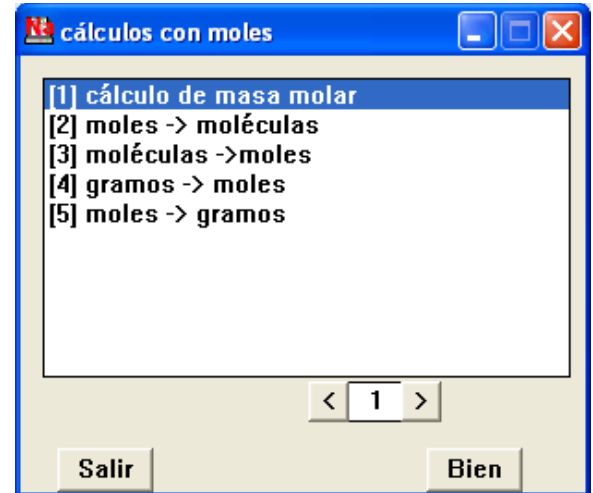 cálculos con moles
[1] cálculo de masa molar
[2] moles -> moléculas
[3] moléculas ->moles
[4] gramos -> moles
[5] moles -> gramos
< 1 >
Salir Bien